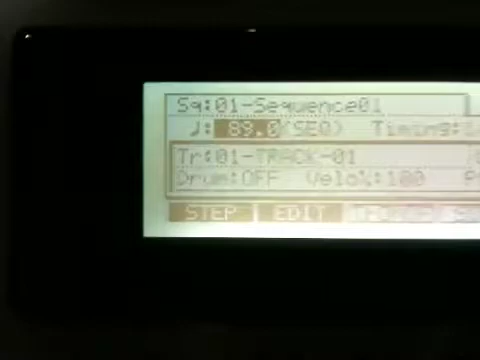 Sq:01-Sequence01
♩: 89.0(SEQ) Timing:
Tr:01-TRACK-01
Drum:OFF Velo%:100
STEP EDIT